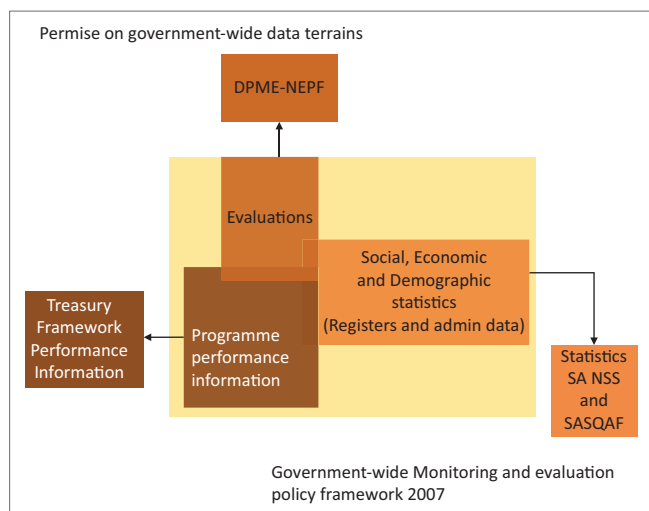 Permise on government-wide data terrains
DPME-NEPF
Evaluations
Social, Economic
and Demographic
statistics
(Registers and admin data)
Treasury
Framework
Performance
Information
Programme
performance
information
Statistics
SA NSS
and
SASQAF
Government-wide Monitoring and evaluation
policy framework 2007